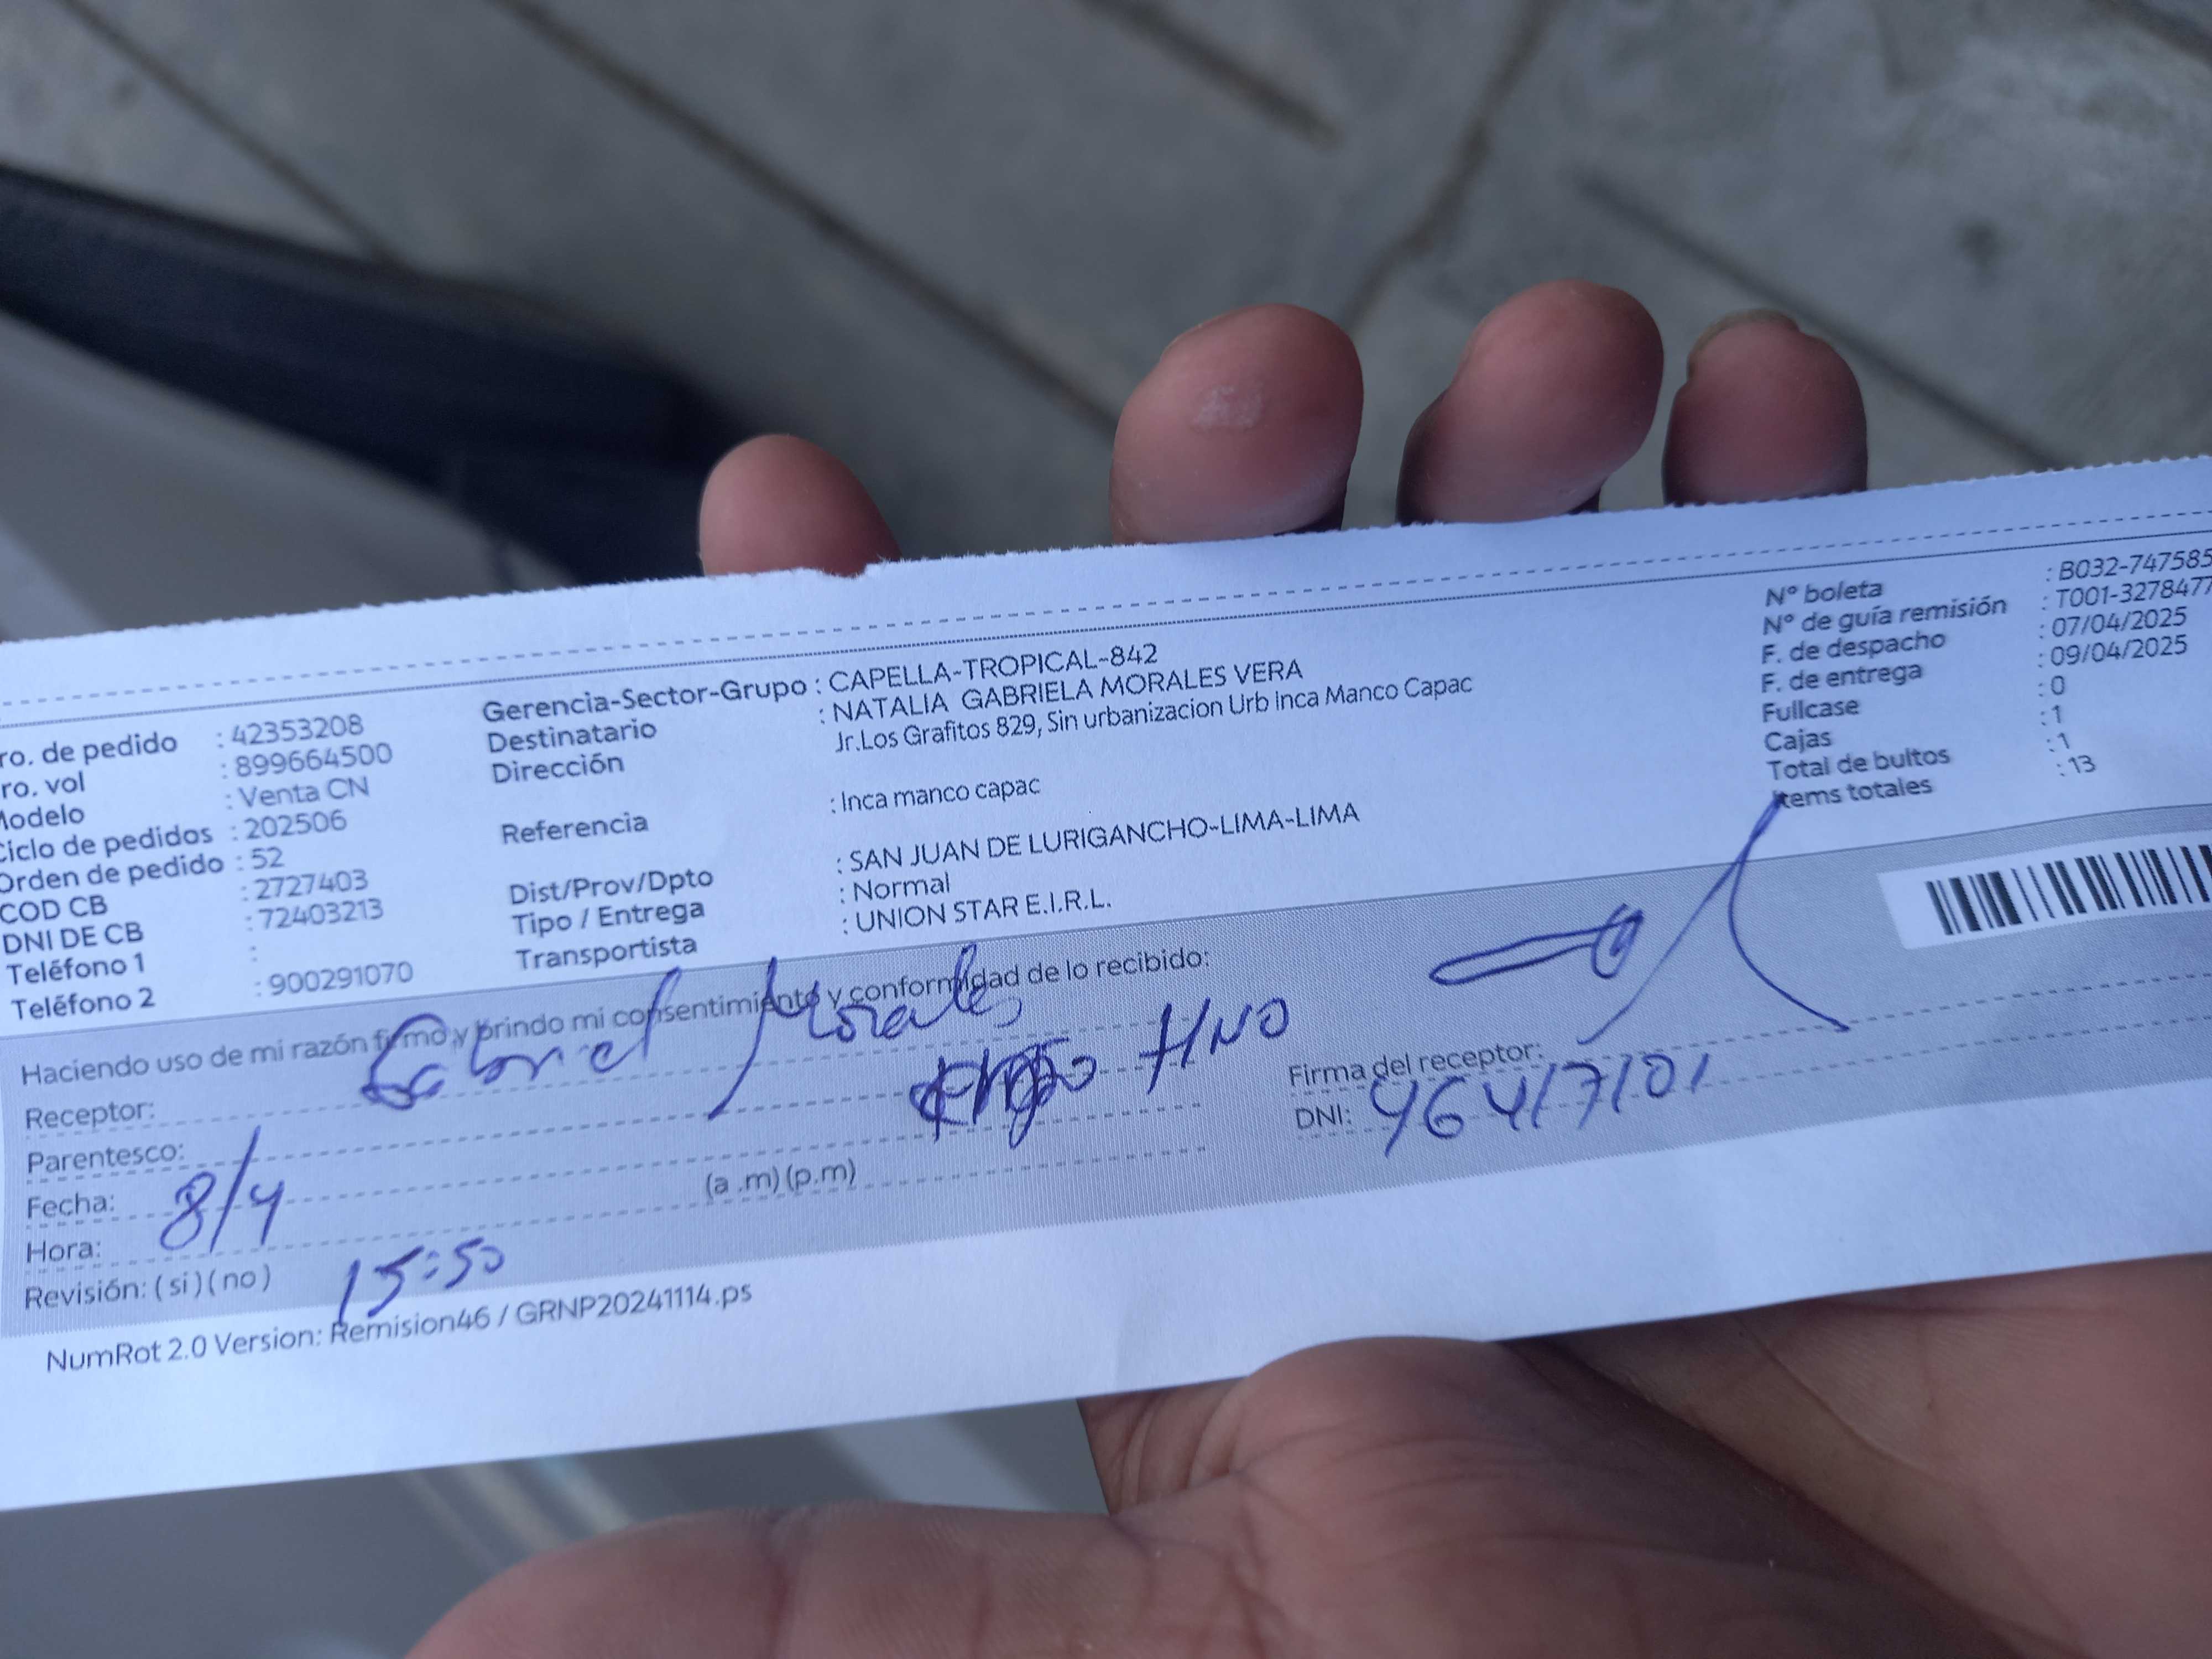 ro. de pedido : 42353208
ro. vol : 899664500
Modelo : Venta CN
Ciclo de pedidos : 202506
Orden de pedido : 52
COD CB : 2727403
DNI DE CB : 72403213
Teléfono 1 :
Teléfono 2 : 900291070
Gerencia-Sector-Grupo : CAPELLA-TROPICAL-842
Destinatario : NATALIA GABRIELA MORALES VERA
Dirección Jr.Los Grafitos 829, Sin urbanizacion Urb Inca Manco Capac
Referencia : Inca manco capac
Dist/Prov/Dpto : SAN JUAN DE LURIGANCHO-LIMA-LIMA
Tipo / Entrega : Normal
Transportista : UNION STAR E.I.R.L.
Nº boleta : B032-747585
Nº de guía remisión : T001-3278477
F. de despacho : 07/04/2025
F. de entrega : 09/04/2025
Fullcase : 0
Cajas : 1
Total de bultos : 1
Items totales : 13
Haciendo uso de mi razón firmo y brindo mi consentimiento y conformidad de lo recibido:
Receptor: Gabriel Morales
Parentesco: HNO
Fecha: 8/4
Hora: 15:50 (a .m) (p.m)
Revisión: ( si ) ( no )
Firma del receptor:
DNI: 46417101
NumRot 2.0 Version: Remision46 / GRNP20241114.ps